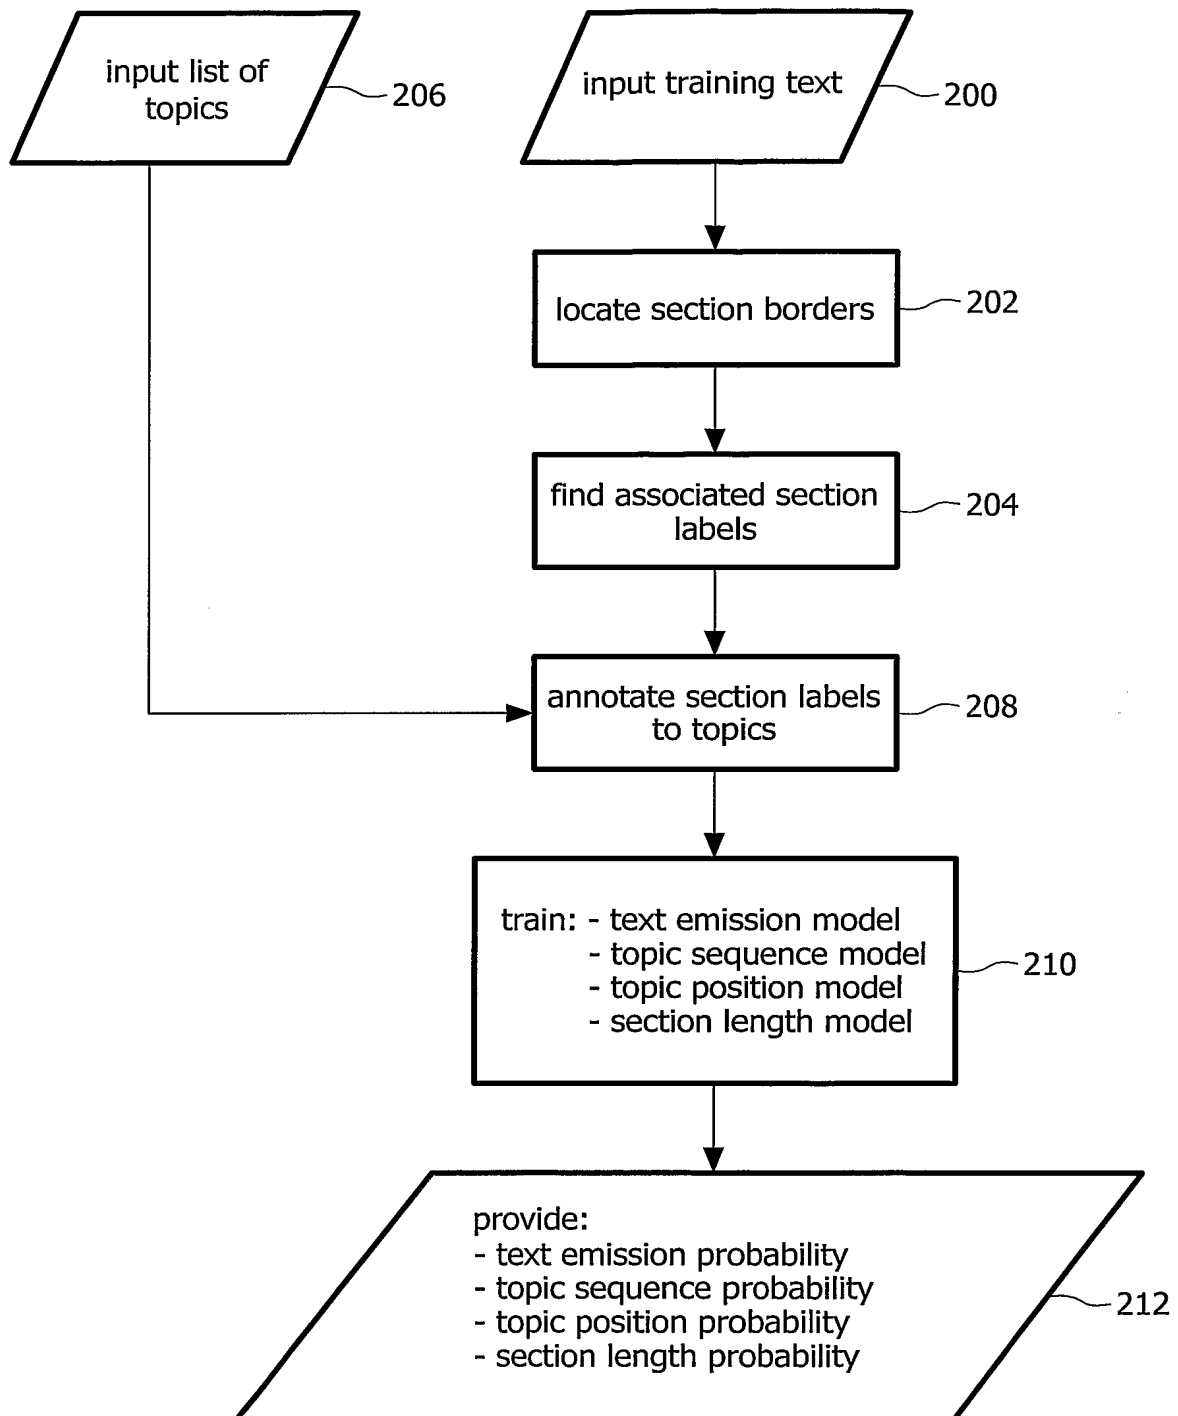 input list of
topics
206
input training text
200
locate section borders
202
find associated section
labels
204
annotate section labels
to topics
208
train: - text emission model
- topic sequence model
- topic position model
- section length model
210
provide:
- text emission probability
- topic sequence probability
- topic position probability
- section length probability
212